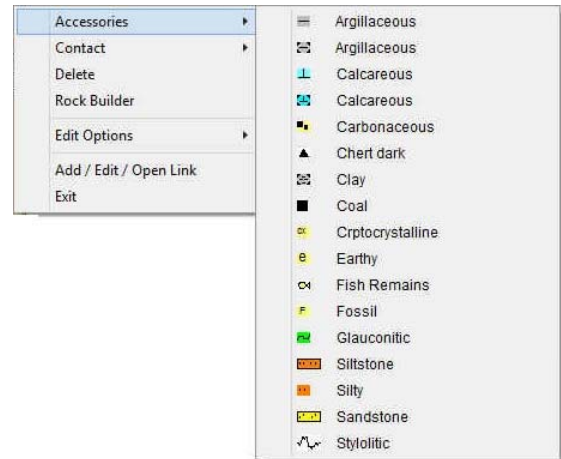 Accessories
Contact
Delete
Rock Builder
Edit Options
Add / Edit / Open Link
Exit
Argillaceous
Argillaceous
Calcareous
Calcareous
Carbonaceous
Chert dark
Clay
Coal
CX Crptocrystalline
e Earthy
Fish Remains
F Fossil
Glauconitic
Siltstone
Silty
Sandstone
Stylolitic